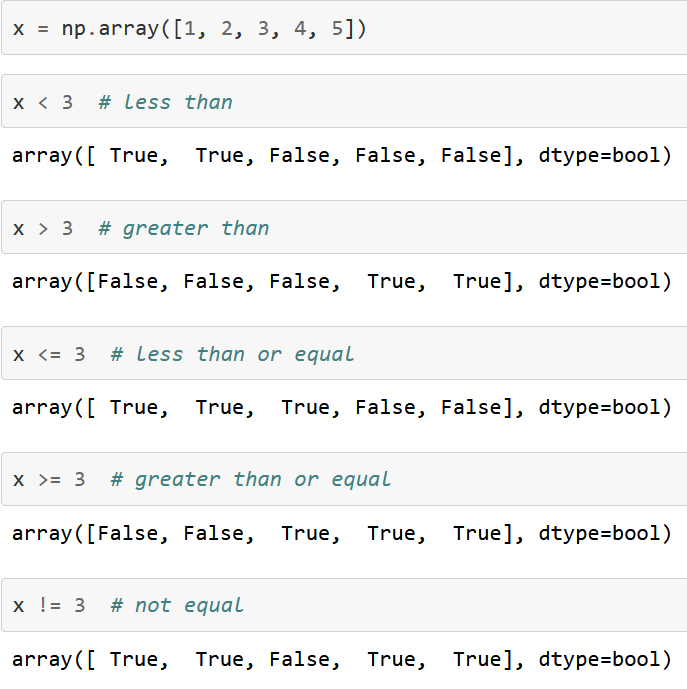 x = np.array([1, 2, 3, 4, 5])
x < 3  # less than
array([ True,  True, False, False, False], dtype=bool)
x > 3  # greater than
array([False, False, False,  True,  True], dtype=bool)
x <= 3  # less than or equal
array([ True,  True,  True, False, False], dtype=bool)
x >= 3  # greater than or equal
array([False, False,  True,  True,  True], dtype=bool)
x != 3  # not equal
array([ True,  True, False,  True,  True], dtype=bool)